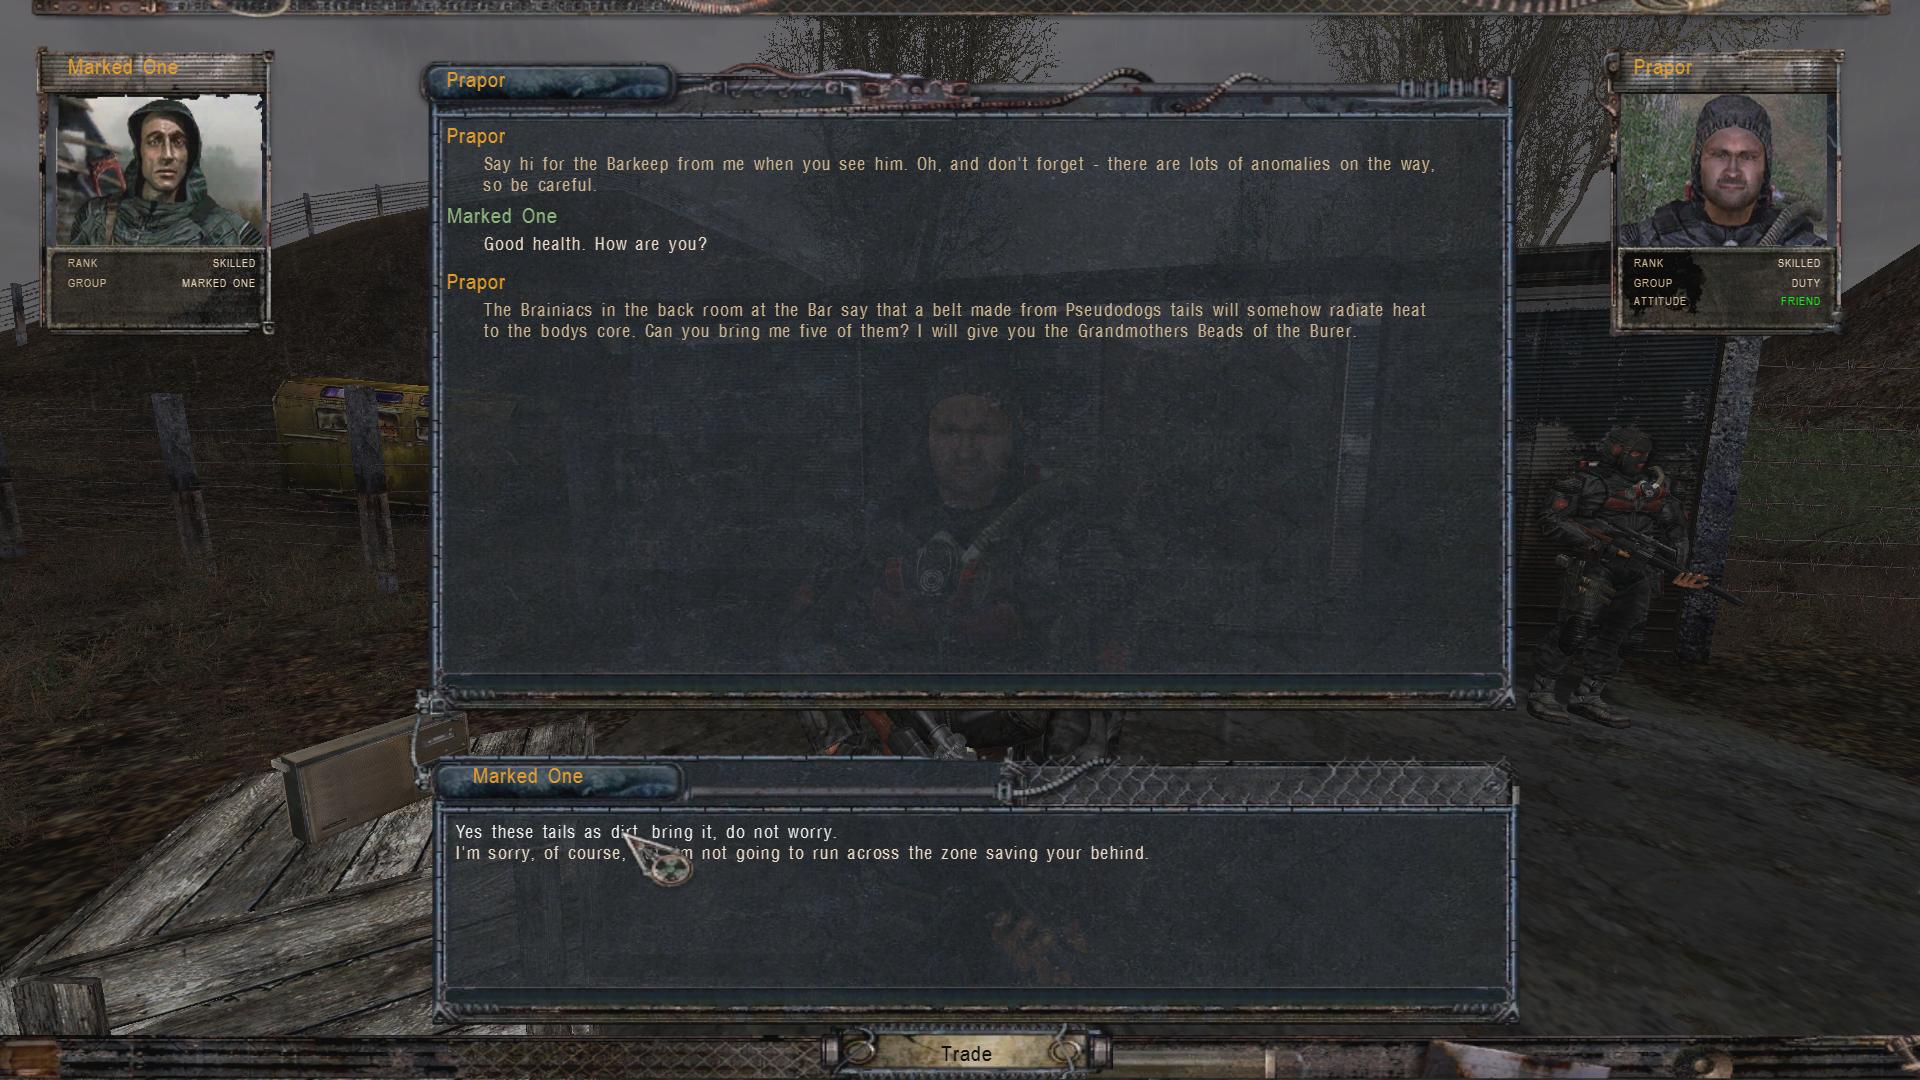 Marked One
Prapor
Prapor
RANK SKILLED
GROUP MARKED ONE
RANK SKILLED
GROUP DUTY
ATTITUDE FRIEND
Prapor
Say hi for the Barkeep from me when you see him. Oh, and don't forget - there are lots of anomalies on the way,
so be careful.
Marked One
Good health. How are you?
Prapor
The Brainiacs in the back room at the Bar say that a belt made from Pseudodogs tails will somehow radiate heat
to the bodys core. Can you bring me five of them? I will give you the Grandmothers Beads of the Burer.
Marked One
Yes these tails as dirt, bring it, do not worry.
I'm sorry, of course, not going to run across the zone saving your behind.
Trade